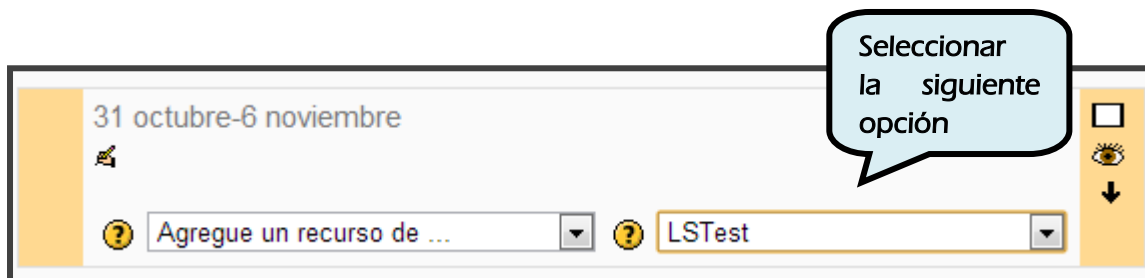 Seleccionar
la siguiente
opción
31 octubre-6 noviembre
Agregue un recurso de ...
LSTest